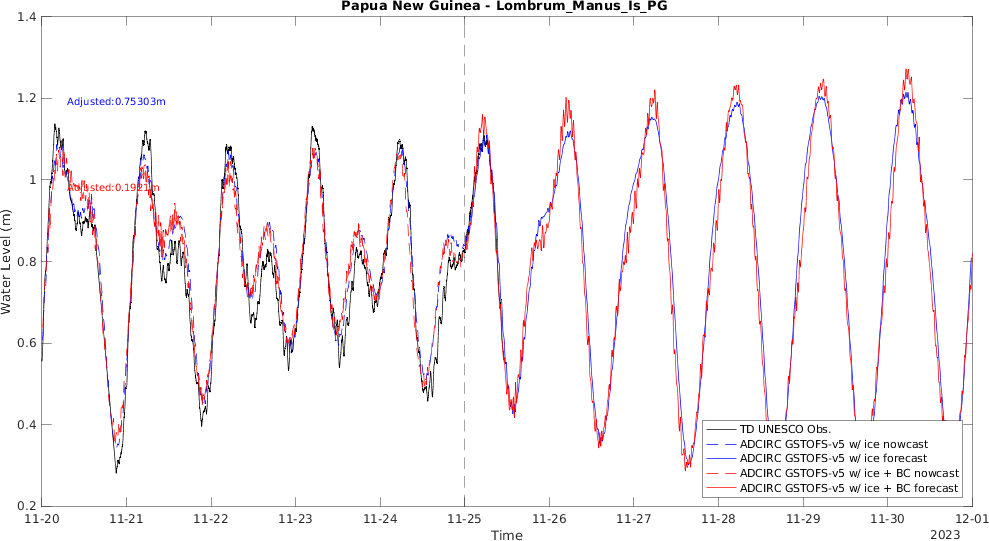 Papua New Guinea - Lombrum_Manus_Is_PG
1.4
1.2
1
0.8
0.6
0.4
0.2
Water Level (m)
Adjusted:0.75303m
Adjusted:0.1921m
TD UNESCO Obs.
ADCIRC GSTOFS-v5 w/ ice nowcast
ADCIRC GSTOFS-v5 w/ ice forecast
ADCIRC GSTOFS-v5 w/ ice + BC nowcast
ADCIRC GSTOFS-v5 w/ ice + BC forecast
11-20 11-21 11-22 11-23 11-24 11-25 11-26 11-27 11-28 11-29 11-30 12-01
Time
2023